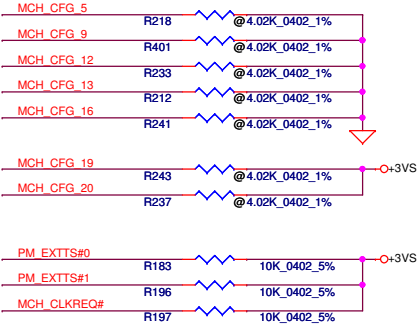 MCH_CFG_5
R218 @4.02K_0402_1%
MCH_CFG_9
R401 @4.02K_0402_1%
MCH_CFG_12
R233 @4.02K_0402_1%
MCH_CFG_13
R212 @4.02K_0402_1%
MCH_CFG_16
R241 @4.02K_0402_1%
MCH_CFG_19 +3VS
R243 @4.02K_0402_1%
MCH_CFG_20
R237 @4.02K_0402_1%
PM_EXTTS#0 +3VS
R183 10K_0402_5%
PM_EXTTS#1
R196 10K_0402_5%
MCH_CLKREQ#
R197 10K_0402_5%